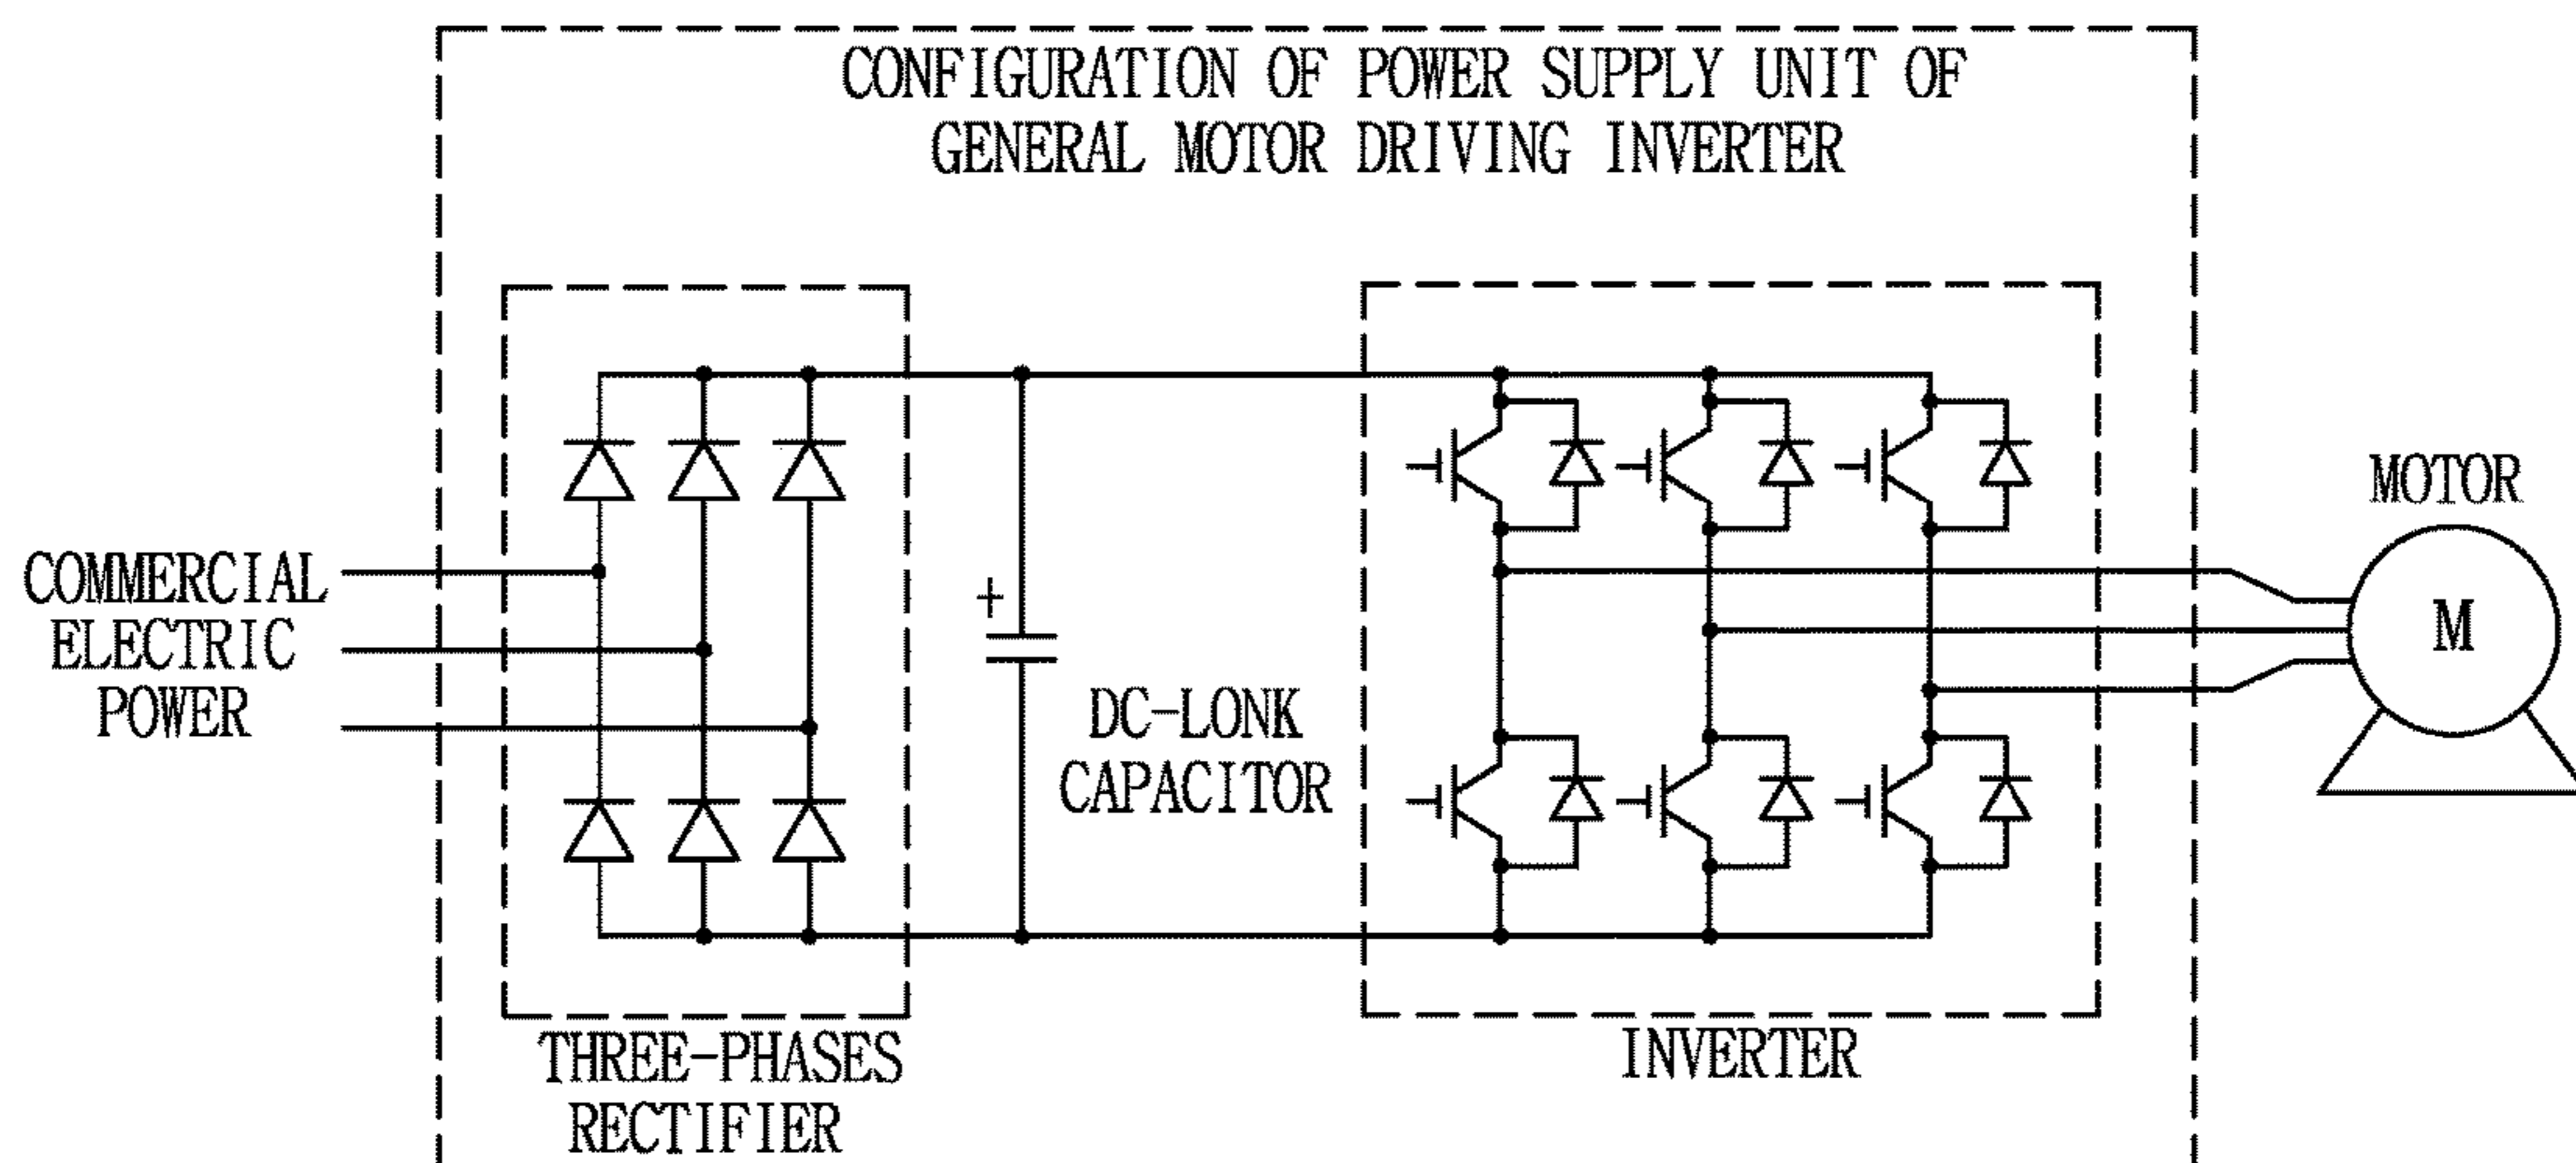 CONFIGURATION OF POWER SUPPLY UNIT OF
GENERAL MOTOR DRIVING INVERTER
COMMERCIAL
ELECTRIC
POWER
+
DC-LONK
CAPACITOR
MOTOR
M
THREE-PHASES
RECTIFIER
INVERTER